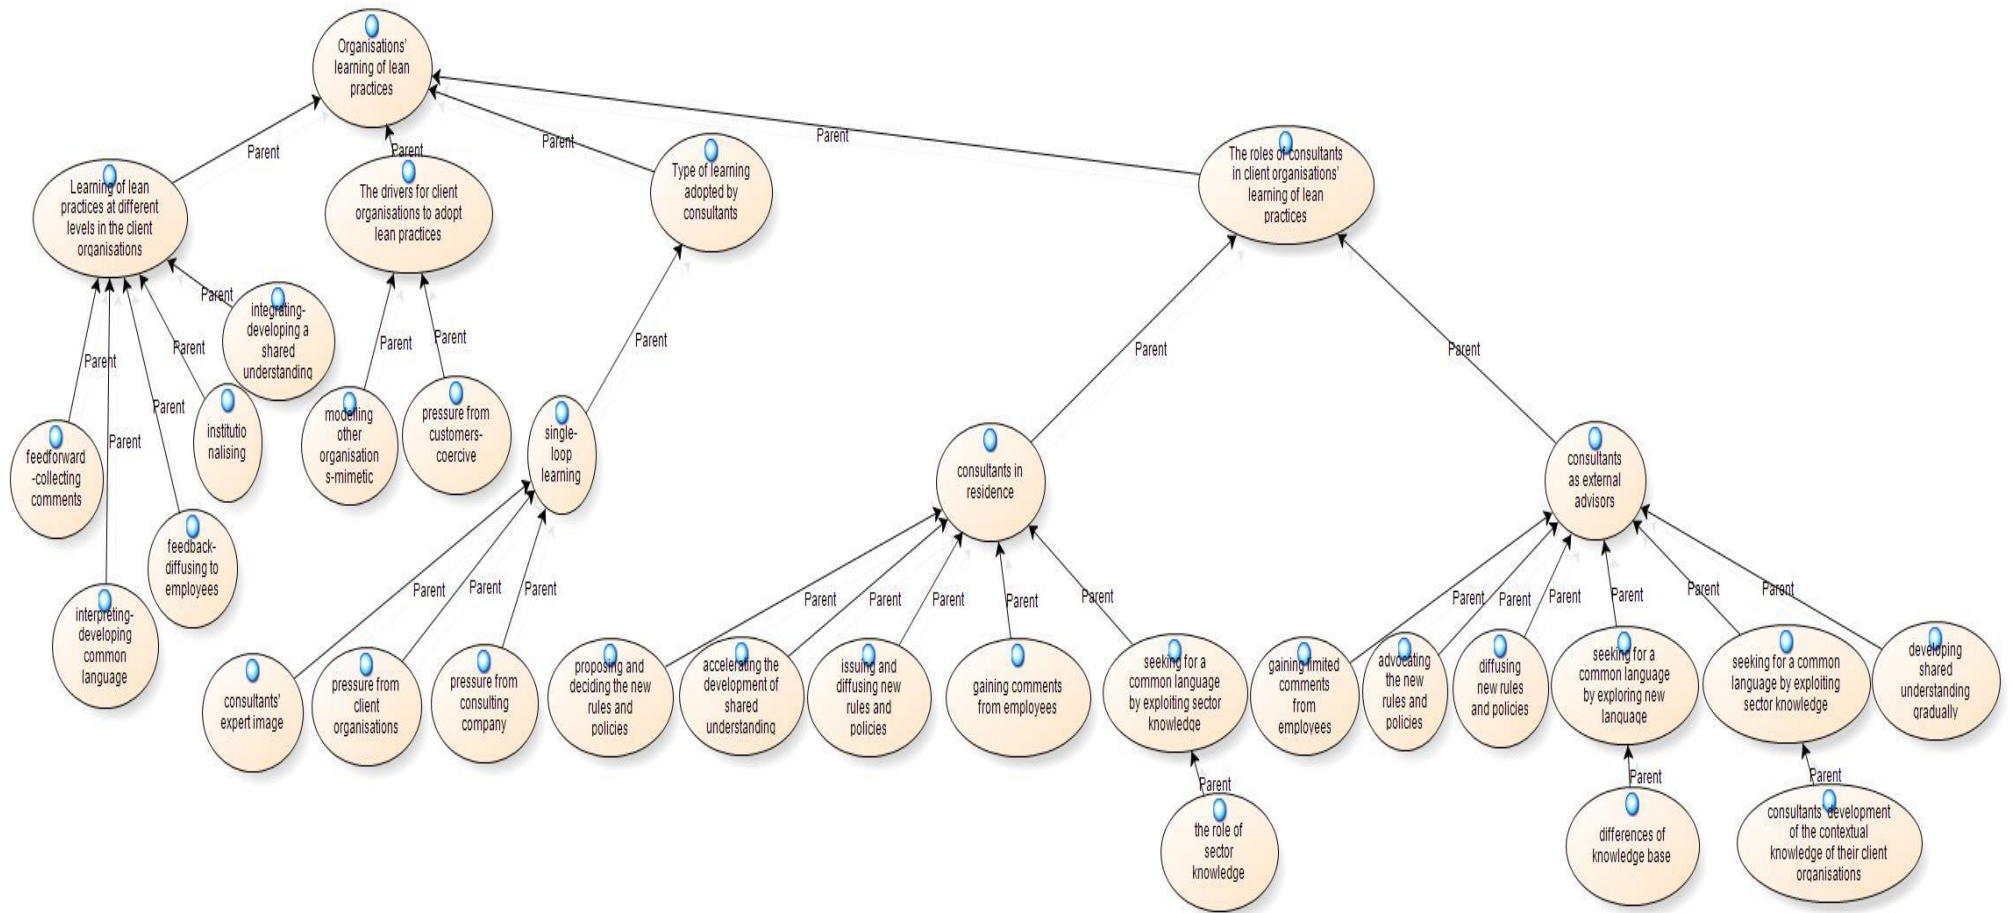 Organisations'
learning of lean
practices
Parent
Parent
Parent
Parent
Learning of lean
practices at different
levels in the client
organisations
The drivers for client
organisations to adopt
lean practices
Type of learning
adopted by
consultants
The roles of consultants
in client organisations'
learning of lean
practices
Parent
Parent
Parent
Parent
Parent
Parent
Parent
Parent
Parent
Parent
integrating-
developing a
shared
understanding
feedforward
-collecting
comments
institutio
nalising
feedback-
diffusing to
employees
interpreting-
developing
common
language
modelling
other
organisation
s-mimetic
pressure from
customers-
coercive
single-
loop
learning
consultants in
residence
consultants
as external
advisors
Parent
Parent
Parent
Parent
Parent
Parent
Parent
Parent
Parent
Parent
Parent
Parent
Parent
Parent
consultants'
expert image
pressure from
client
organisations
pressure from
consulting
company
proposing and
deciding the new
rules and
policies
accelerating the
development of
shared
understanding
issuing and
diffusing new
rules and
policies
gaining comments
from employees
seeking for a
common language
by exploiting sector
knowledge
gaining limited
comments
from
employees
advocating
the new
rules and
policies
diffusing
new rules
and policies
seeking for a
common language
by exploring new
language
seeking for a common
language by exploiting
sector knowledge
developing
shared
understanding
gradually
Parent
Parent
Parent
the role of
sector
knowledge
differences of
knowledge base
consultants' development
of the contextual
knowledge of their client
organisations